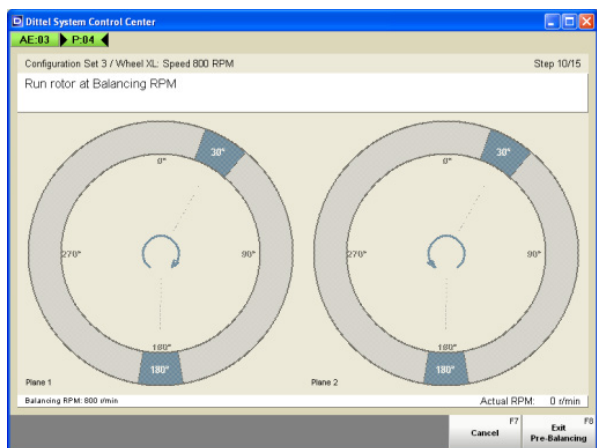 Dittel System Control Center
AE:03 P:04
Configuration Set 3 / Wheel XL: Speed 800 RPM Step 10/15
Run rotor at Balancing RPM
30° 30°
0° 0°
270° 90° 270° 90°
180° 180°
180° 180°
Plane 1 Plane 2
Balancing RPM: 800 r/min Actual RPM: 0 r/min
F7 F8
Cancel Exit
Pre-Balancing